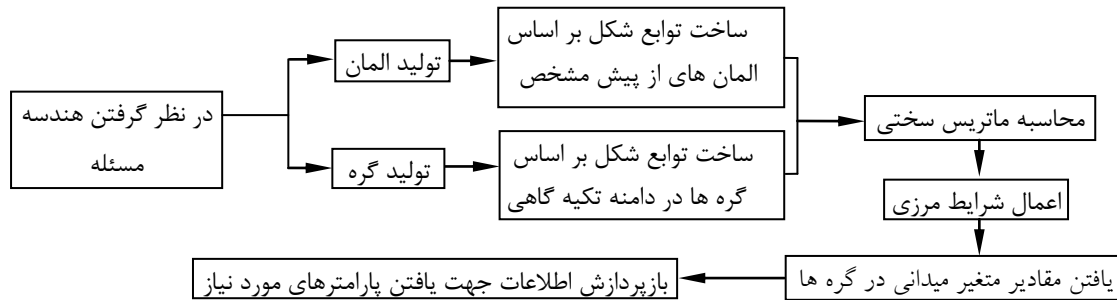 در نظر گرفتن هندسه
مسئله
تولید المان
ساخت توابع شکل بر اساس
المان های از پیش مشخص
تولید گره
ساخت توابع شکل بر اساس
گره ها در دامنه تکیه گاهی
محاسبه ماتریس سختی
اعمال شرایط مرزی
یافتن مقادیر متغیر میدانی در گره ها
بازپردازش اطلاعات جهت یافتن پارامترهای مورد نیاز